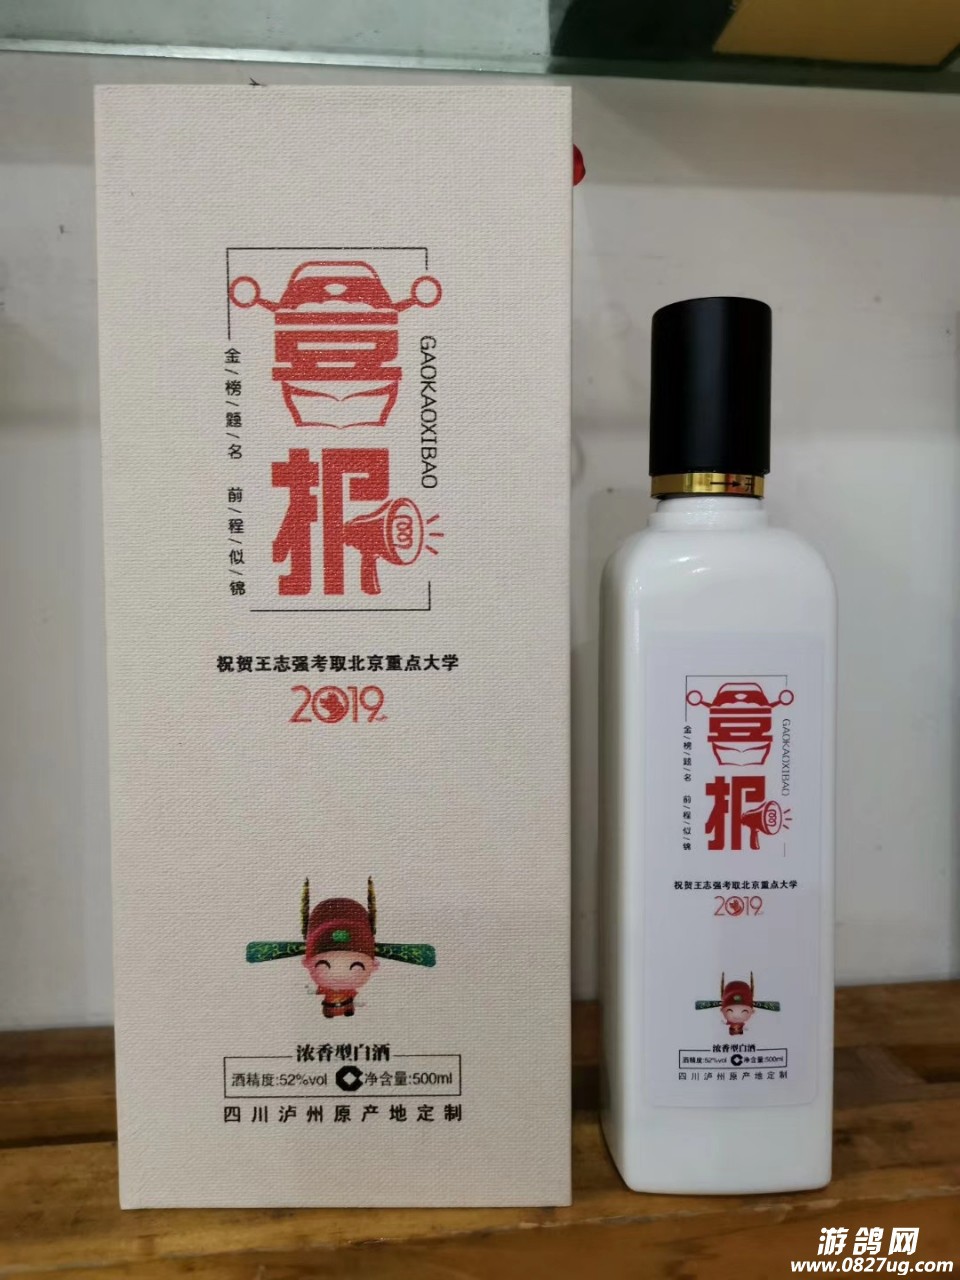 喜报
金/榜/题/名 前/程/似/锦
GAOKAOXIBAO
祝贺王志强考取北京重点大学
2019
浓香型白酒
酒精度:52%vol 净含量:500ml
四川泸州原产地定制
开
喜报
金/榜/题/名 前/程/似/锦
GAOKAOXIBAO
祝贺王志强考取北京重点大学
2019
浓香型白酒
酒精度:52%vol 净含量:500ml
四川泸州原产地定制
游鸽网
www.0827ug.com